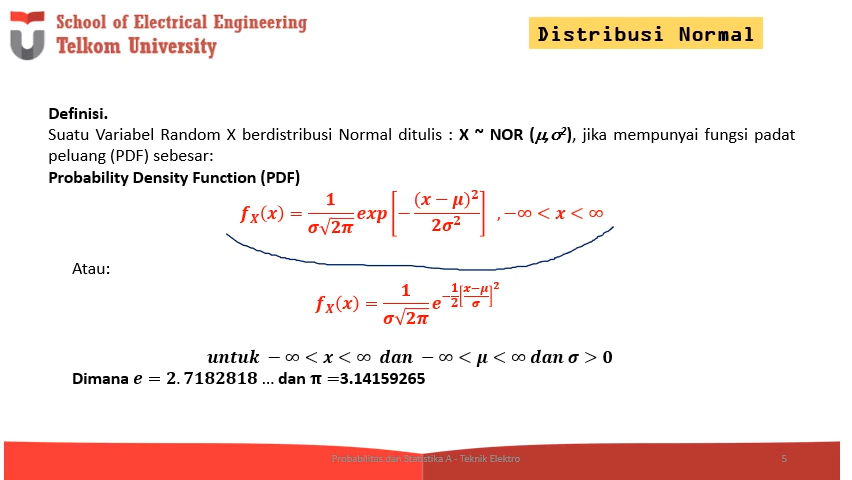 School of Electrical Engineering
Telkom University
Distribusi Normal
Definisi.
Suatu Variabel Random X berdistribusi Normal ditulis : X ~ NOR (μ,σ²), jika mempunyai fungsi padat
peluang (PDF) sebesar:
Probability Density Function (PDF)
f_X(x) = 1/(σ√2π) exp[−(x − μ)²/2σ²] , −∞ < x < ∞
Atau:
f_X(x) = 1/(σ√2π) e^(−1/2[(x−μ)/σ]²)
untuk − ∞ < x < ∞ dan − ∞ < μ < ∞ dan σ > 0
Dimana e = 2.7182818 ... dan π =3.14159265
Probabilitas dan Statistika A - Teknik Elektro
5